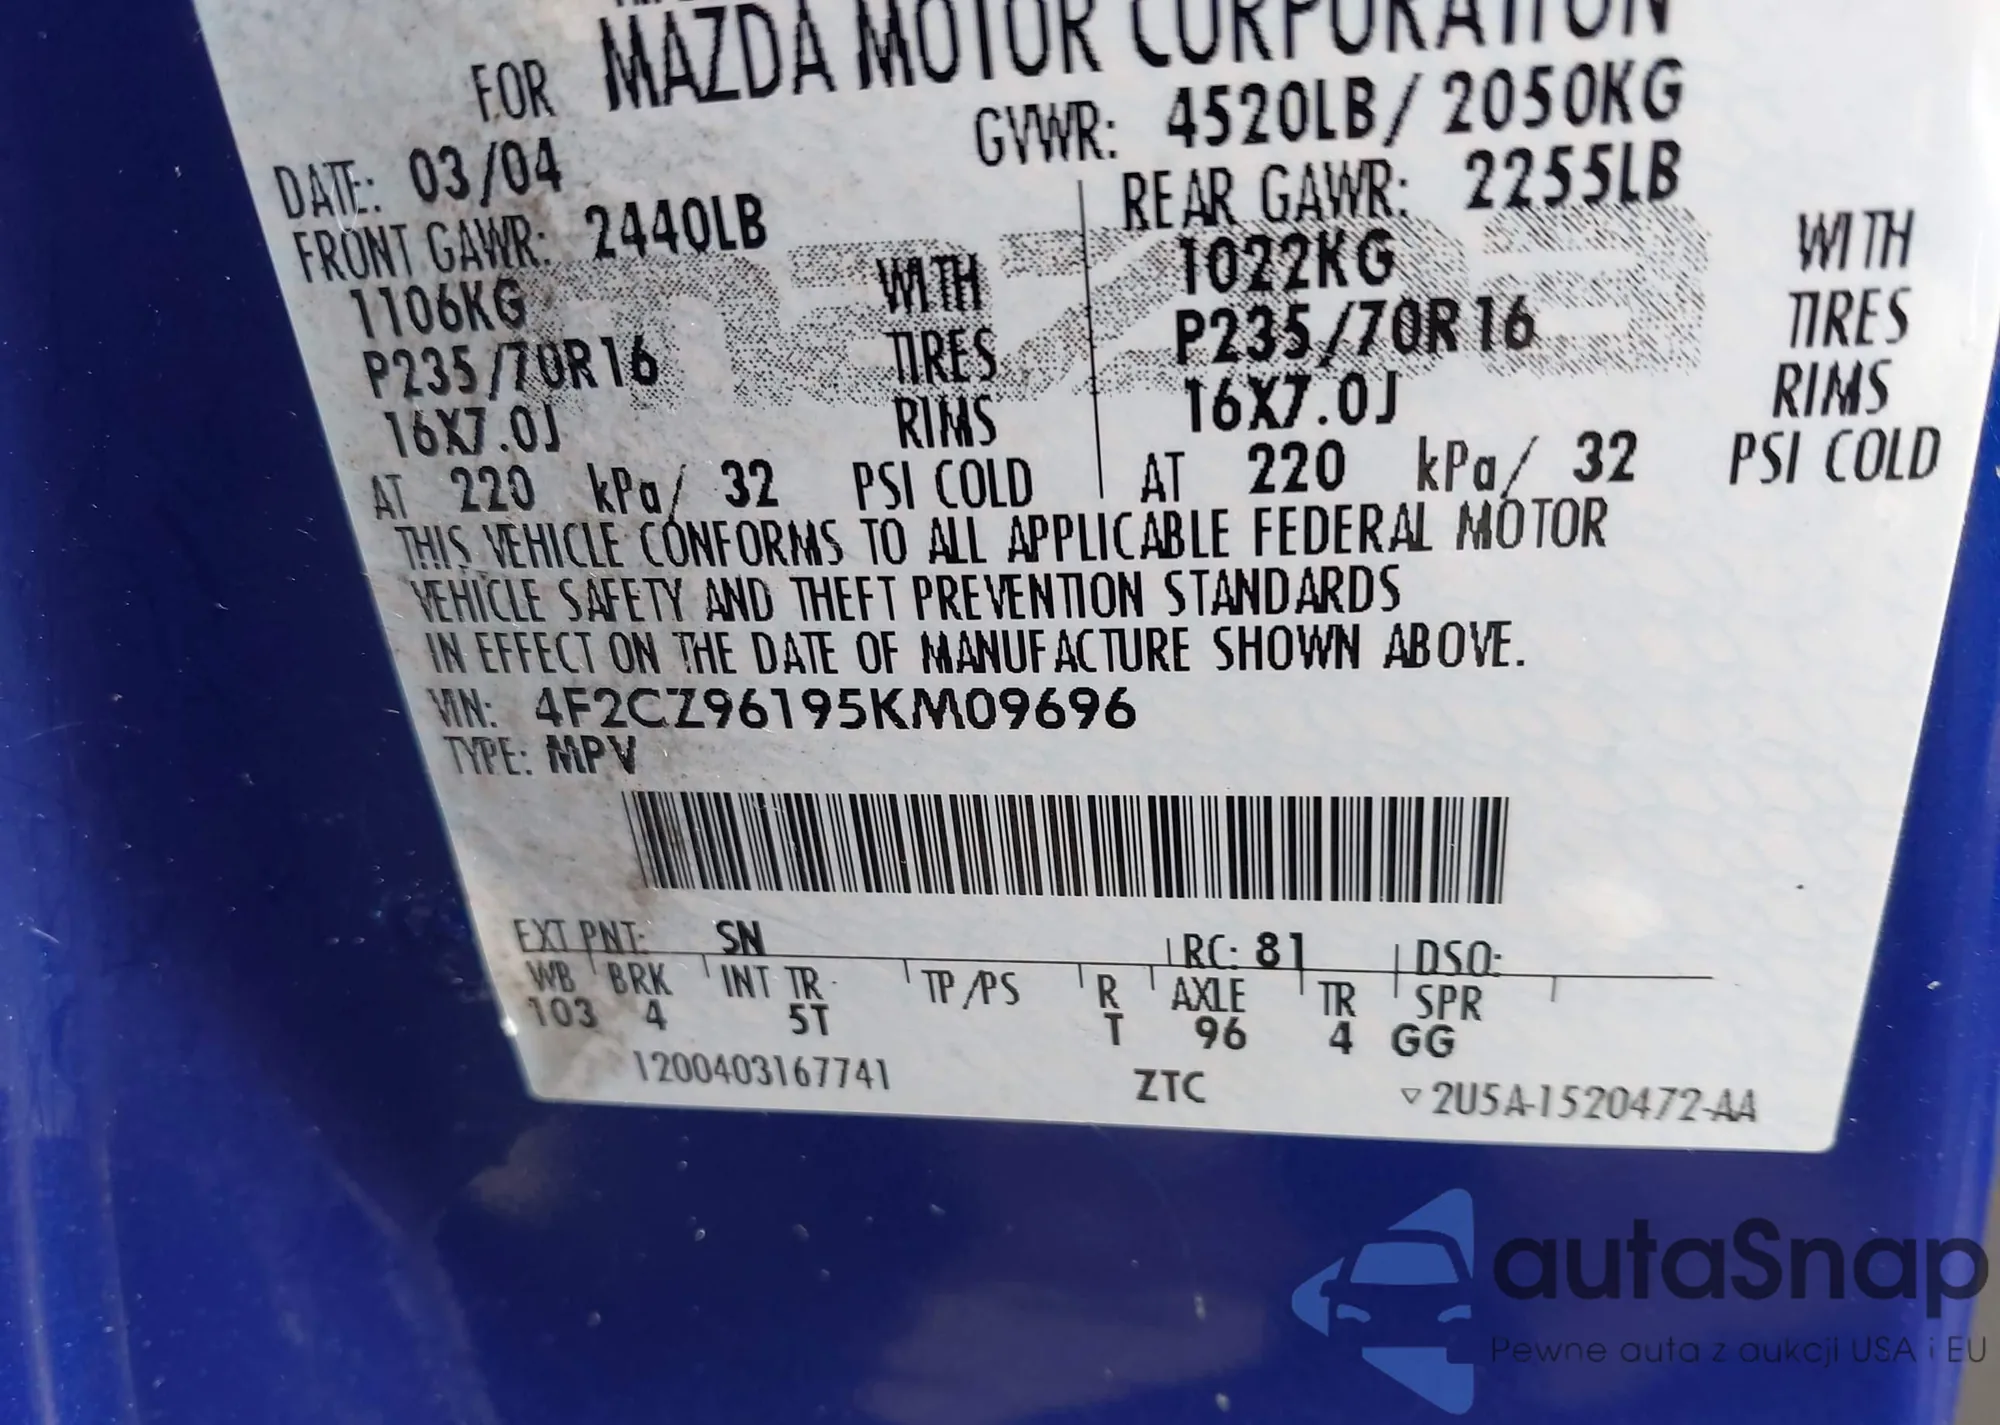 FOR MAZDA MOTOR CORPORATION
DATE: 03/04 GVWR: 4520LB/ 2050KG
FRONT GAWR: 2440LB REAR GAWR: 2255LB
1106KG WITH 1022KG WITH
P235/70R16 TIRES P235/70R16 TIRES
16X7.0J RIMS 16X7.0J RIMS
AT 220 kPa/ 32 PSI COLD AT 220 kPa/ 32 PSI COLD
THIS VEHICLE CONFORMS TO ALL APPLICABLE FEDERAL MOTOR
VEHICLE SAFETY AND THEFT PREVENTION STANDARDS
IN EFFECT ON THE DATE OF MANUFACTURE SHOWN ABOVE.
VIN: 4F2CZ96195KM09696
TYPE: MPV
EXT PNT: SN RC: 81 DSO:
WB BRK INT TR TP/PS R AXLE TR SPR
103 4 5T T 96 4 GG
1200403167741 ZTC ▽2U5A-1520472-AA
autaSnap
Pewne auta z aukcji USA i EU